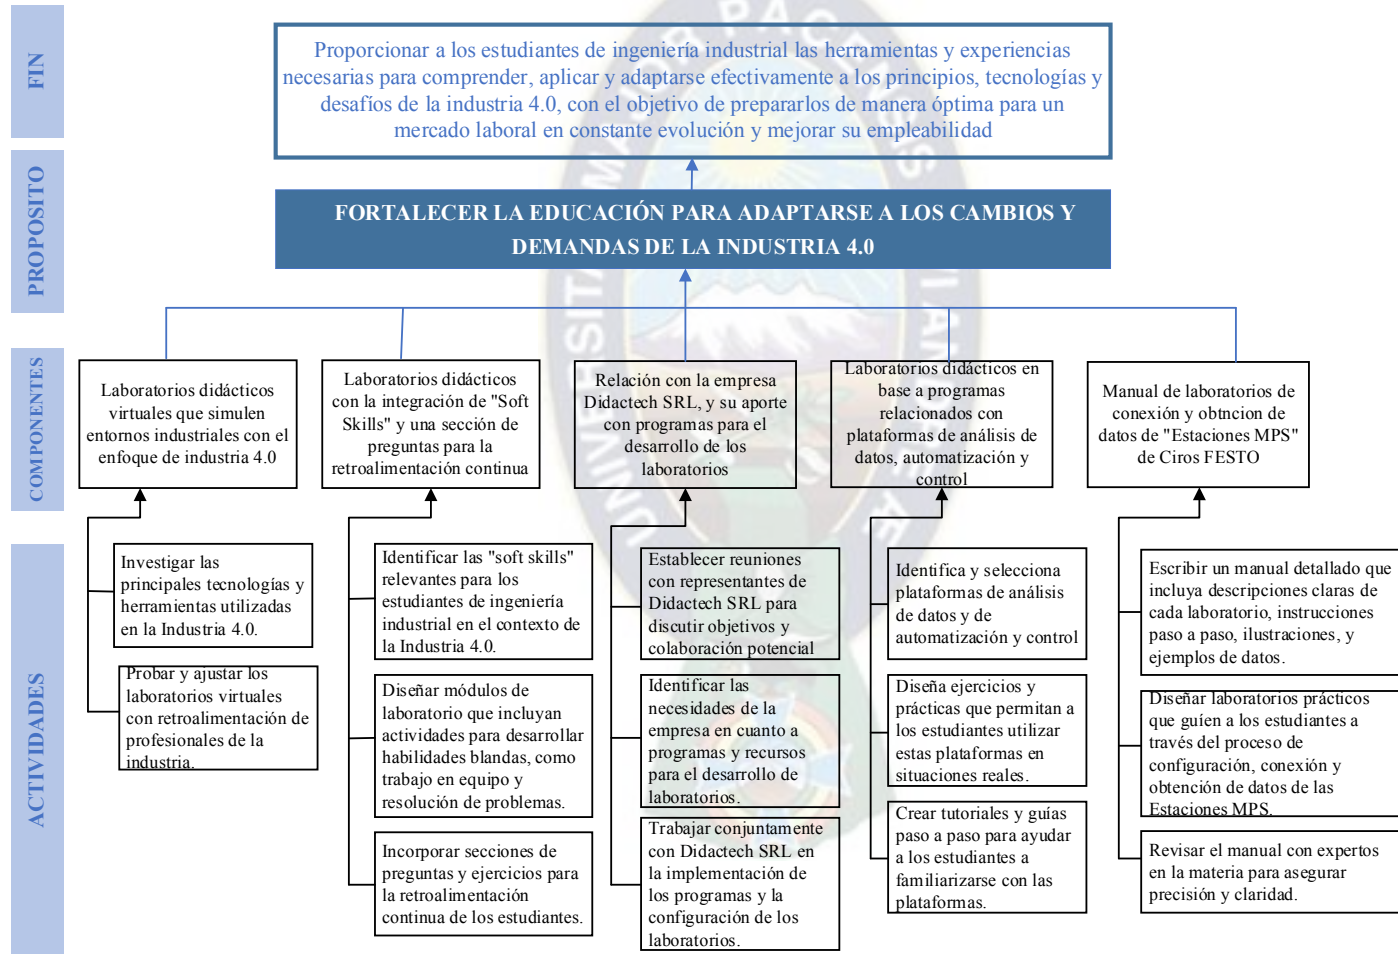 FIN
Proporcionar a los estudiantes de ingeniería industrial las herramientas y experiencias
necesarias para comprender, aplicar y adaptarse efectivamente a los principios, tecnologías y
desafíos de la industria 4.0, con el objetivo de prepararlos de manera óptima para un
mercado laboral en constante evolución y mejorar su empleabilidad
PROPOSITO
FORTALECER LA EDUCACIÓN PARA ADAPTARSE A LOS CAMBIOS Y
DEMANDAS DE LA INDUSTRIA 4.0
COMPONENTES
Laboratorios didácticos
virtuales que simulen
entornos industriales con el
enfoque de industria 4.0
Laboratorios didácticos
con la integración de "Soft
Skills" y una sección de
preguntas para la
retroalimentación continua
Relación con la empresa
Didactech SRL, y su aporte
con programas para el
desarrollo de los
laboratorios
Laboratorios didácticos en
base a programas
relacionados con
plataformas de análisis de
datos, automatización y
control
Manual de laboratorios de
conexión y obtncion de
datos de "Estaciones MPS"
de Ciros FESTO
ACTIVIDADES
Investigar las
principales tecnologías y
herramientas utilizadas
en la Industria 4.0.
Probar y ajustar los
laboratorios virtuales
con retroalimentación de
profesionales de la
industria.
Identificar las "soft skills"
relevantes para los
estudiantes de ingeniería
industrial en el contexto de
la Industria 4.0.
Diseñar módulos de
laboratorio que incluyan
actividades para desarrollar
habilidades blandas, como
trabajo en equipo y
resolución de problemas.
Incorporar secciones de
preguntas y ejercicios para
la retroalimentación
continua de los estudiantes.
Establecer reuniones
con representantes de
Didactech SRL para
discutir objetivos y
colaboración potencial
Identificar las
necesidades de la
empresa en cuanto a
programas y recursos
para el desarrollo de
laboratorios.
Trabajar conjuntamente
con Didactech SRL en
la implementación de
los programas y la
configuración de los
laboratorios.
Identifica y selecciona
plataformas de análisis
de datos y de
automatización y control
Diseña ejercicios y
prácticas que permitan a
los estudiantes utilizar
estas plataformas en
situaciones reales.
Crear tutoriales y guías
paso a paso para ayudar
a los estudiantes a
familiarizarse con las
plataformas.
Escribir un manual detallado que
incluya descripciones claras de
cada laboratorio, instrucciones
paso a paso, ilustraciones, y
ejemplos de datos.
Diseñar laboratorios prácticos
que guíen a los estudiantes a
través del proceso de
configuración, conexión y
obtención de datos de las
Estaciones MPS.
Revisar el manual con expertos
en la materia para asegurar
precisión y claridad.